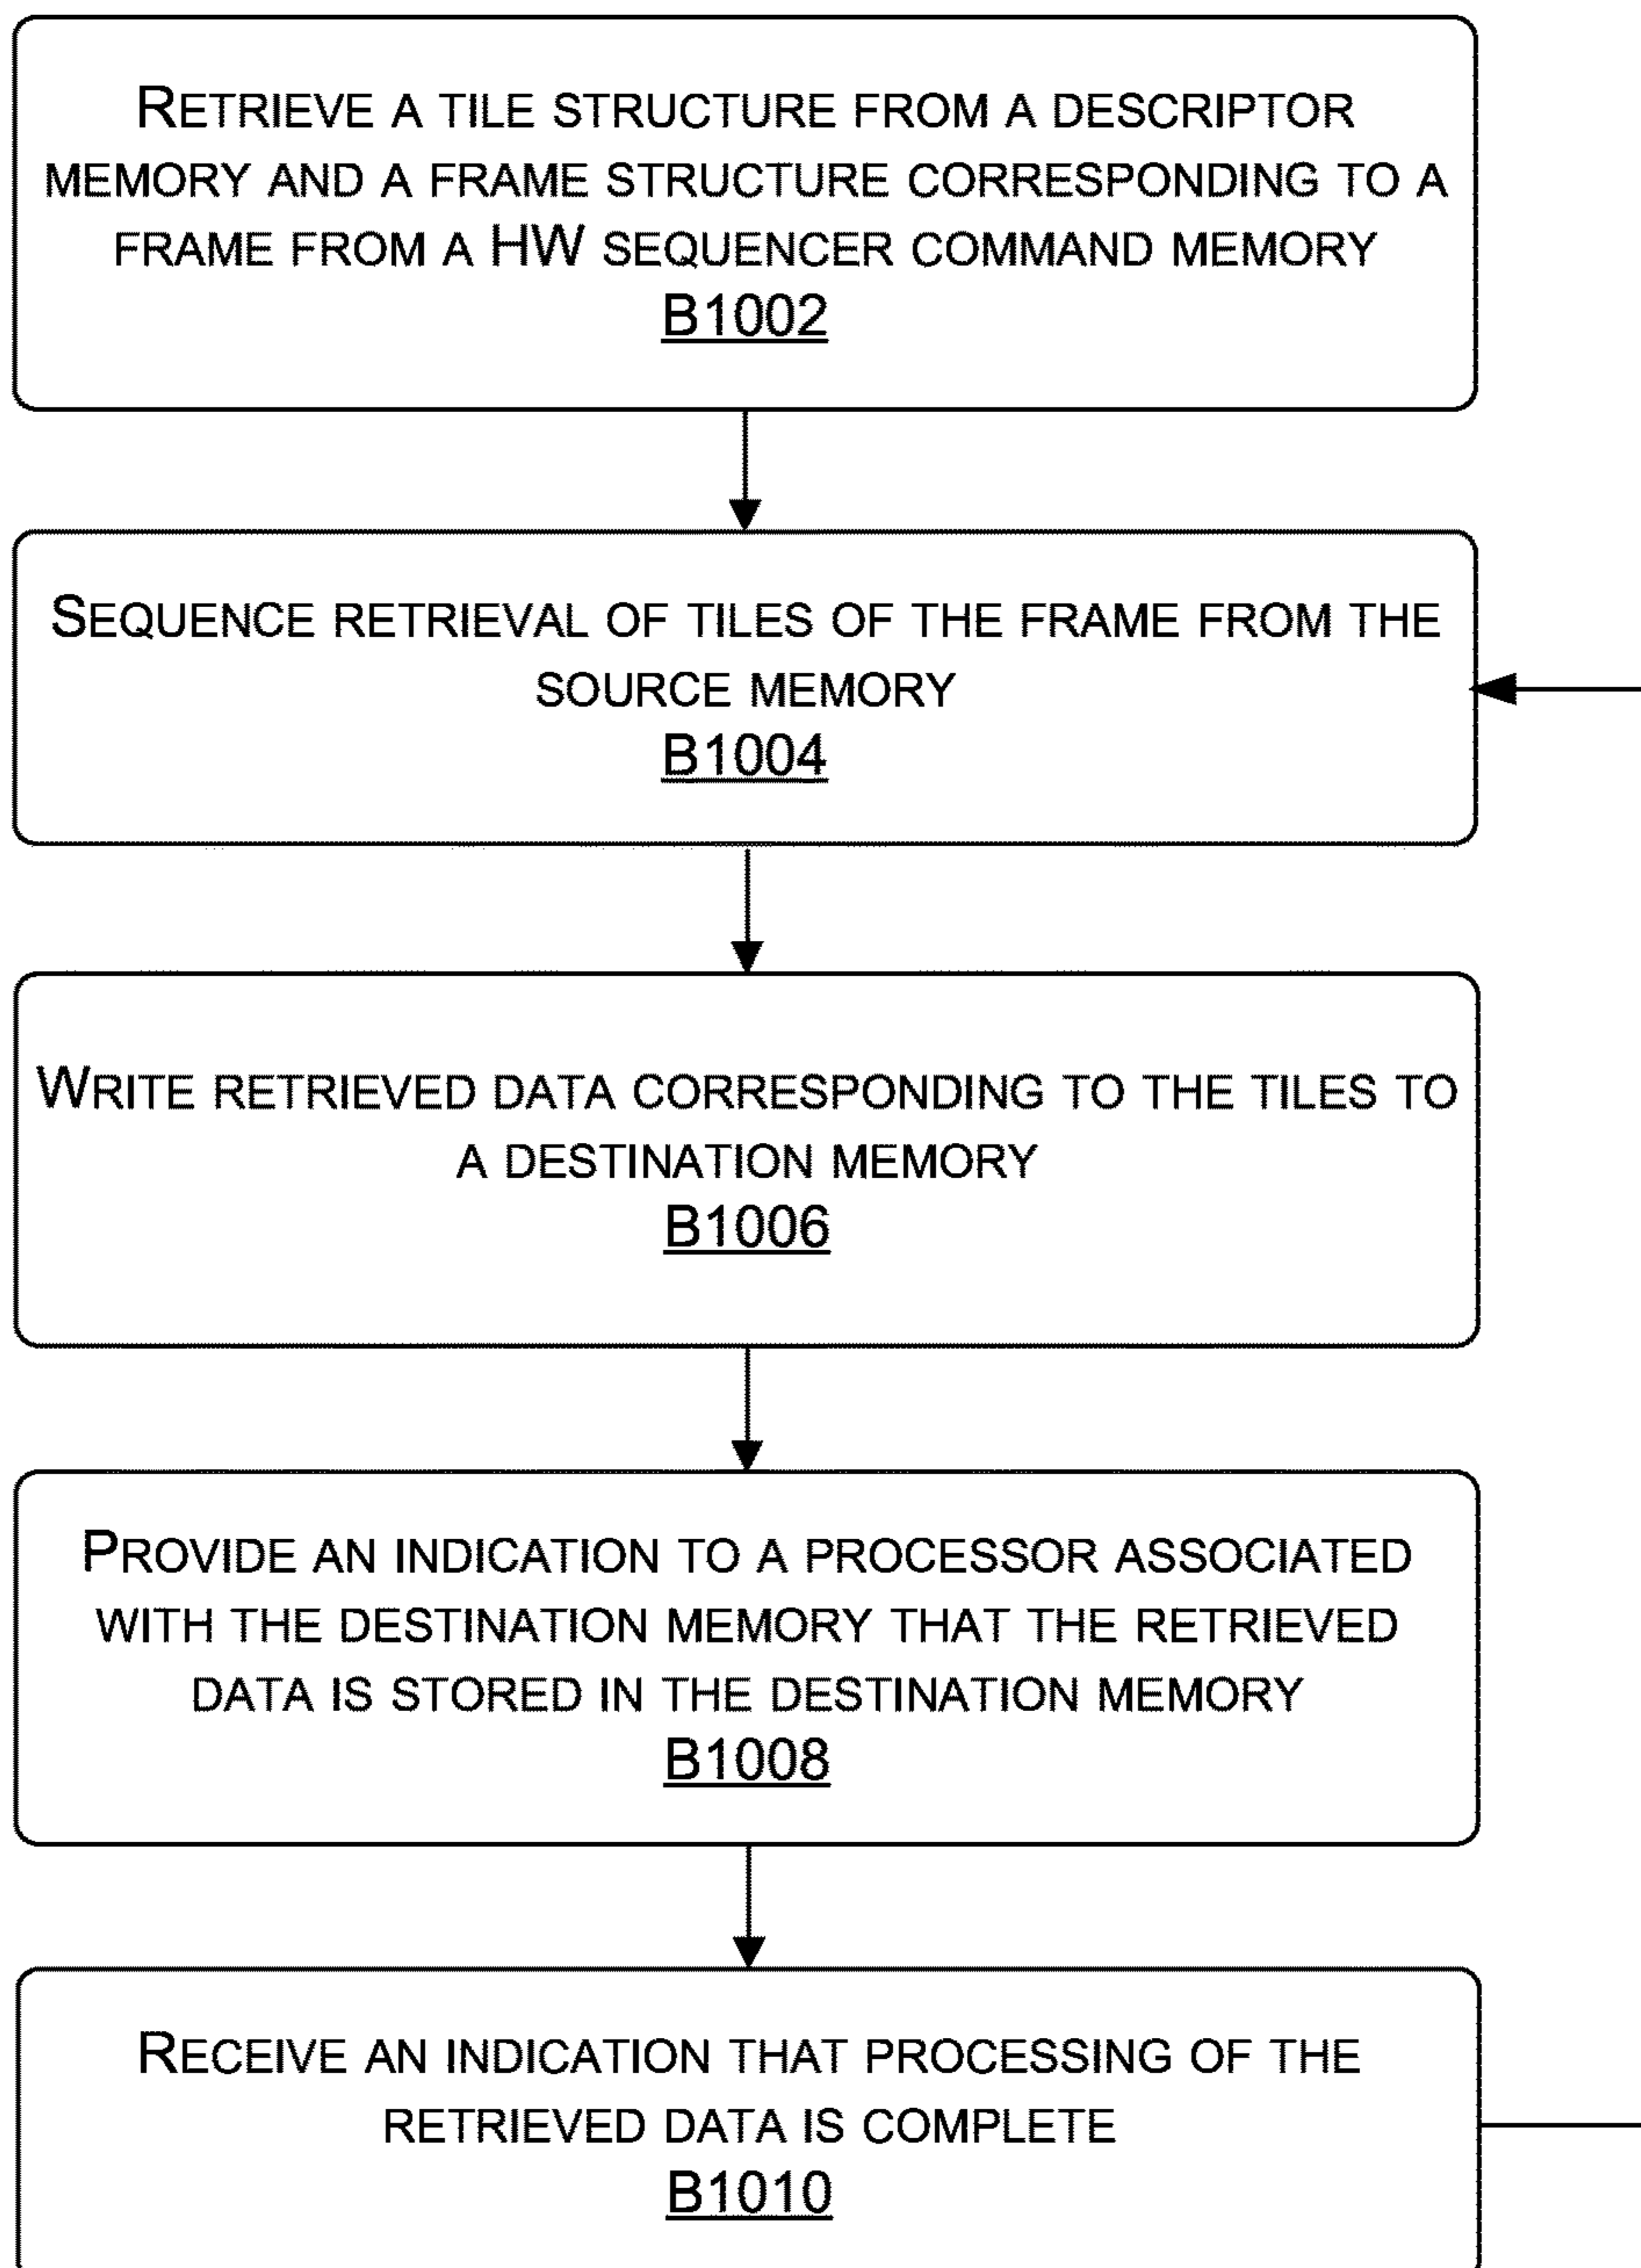 RETRIEVE A TILE STRUCTURE FROM A DESCRIPTOR
MEMORY AND A FRAME STRUCTURE CORRESPONDING TO A
FRAME FROM A HW SEQUENCER COMMAND MEMORY
B1002
SEQUENCE RETRIEVAL OF TILES OF THE FRAME FROM THE
SOURCE MEMORY
B1004
WRITE RETRIEVED DATA CORRESPONDING TO THE TILES TO
A DESTINATION MEMORY
B1006
PROVIDE AN INDICATION TO A PROCESSOR ASSOCIATED
WITH THE DESTINATION MEMORY THAT THE RETRIEVED
DATA IS STORED IN THE DESTINATION MEMORY
B1008
RECEIVE AN INDICATION THAT PROCESSING OF THE
RETRIEVED DATA IS COMPLETE
B1010